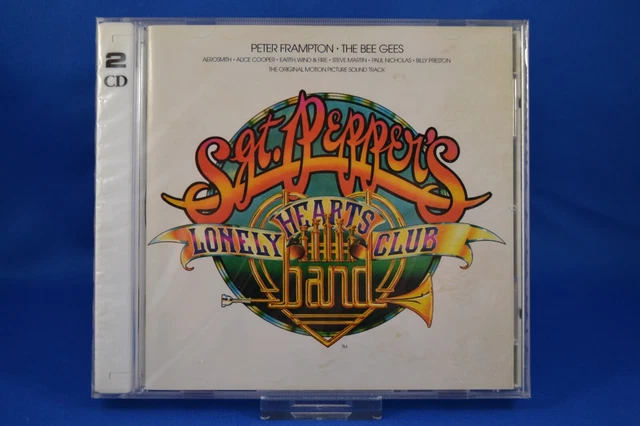 2
CD
PETER FRAMPTON · THE BEE GEES
AEROSMITH · ALICE COOPER · EARTH, WIND & FIRE · STEVE MARTIN · PAUL NICHOLAS · BILLY PRESTON
THE ORIGINAL MOTION PICTURE SOUND TRACK
Sgt. Pepper's
LONELY HEARTS CLUB
band
TM